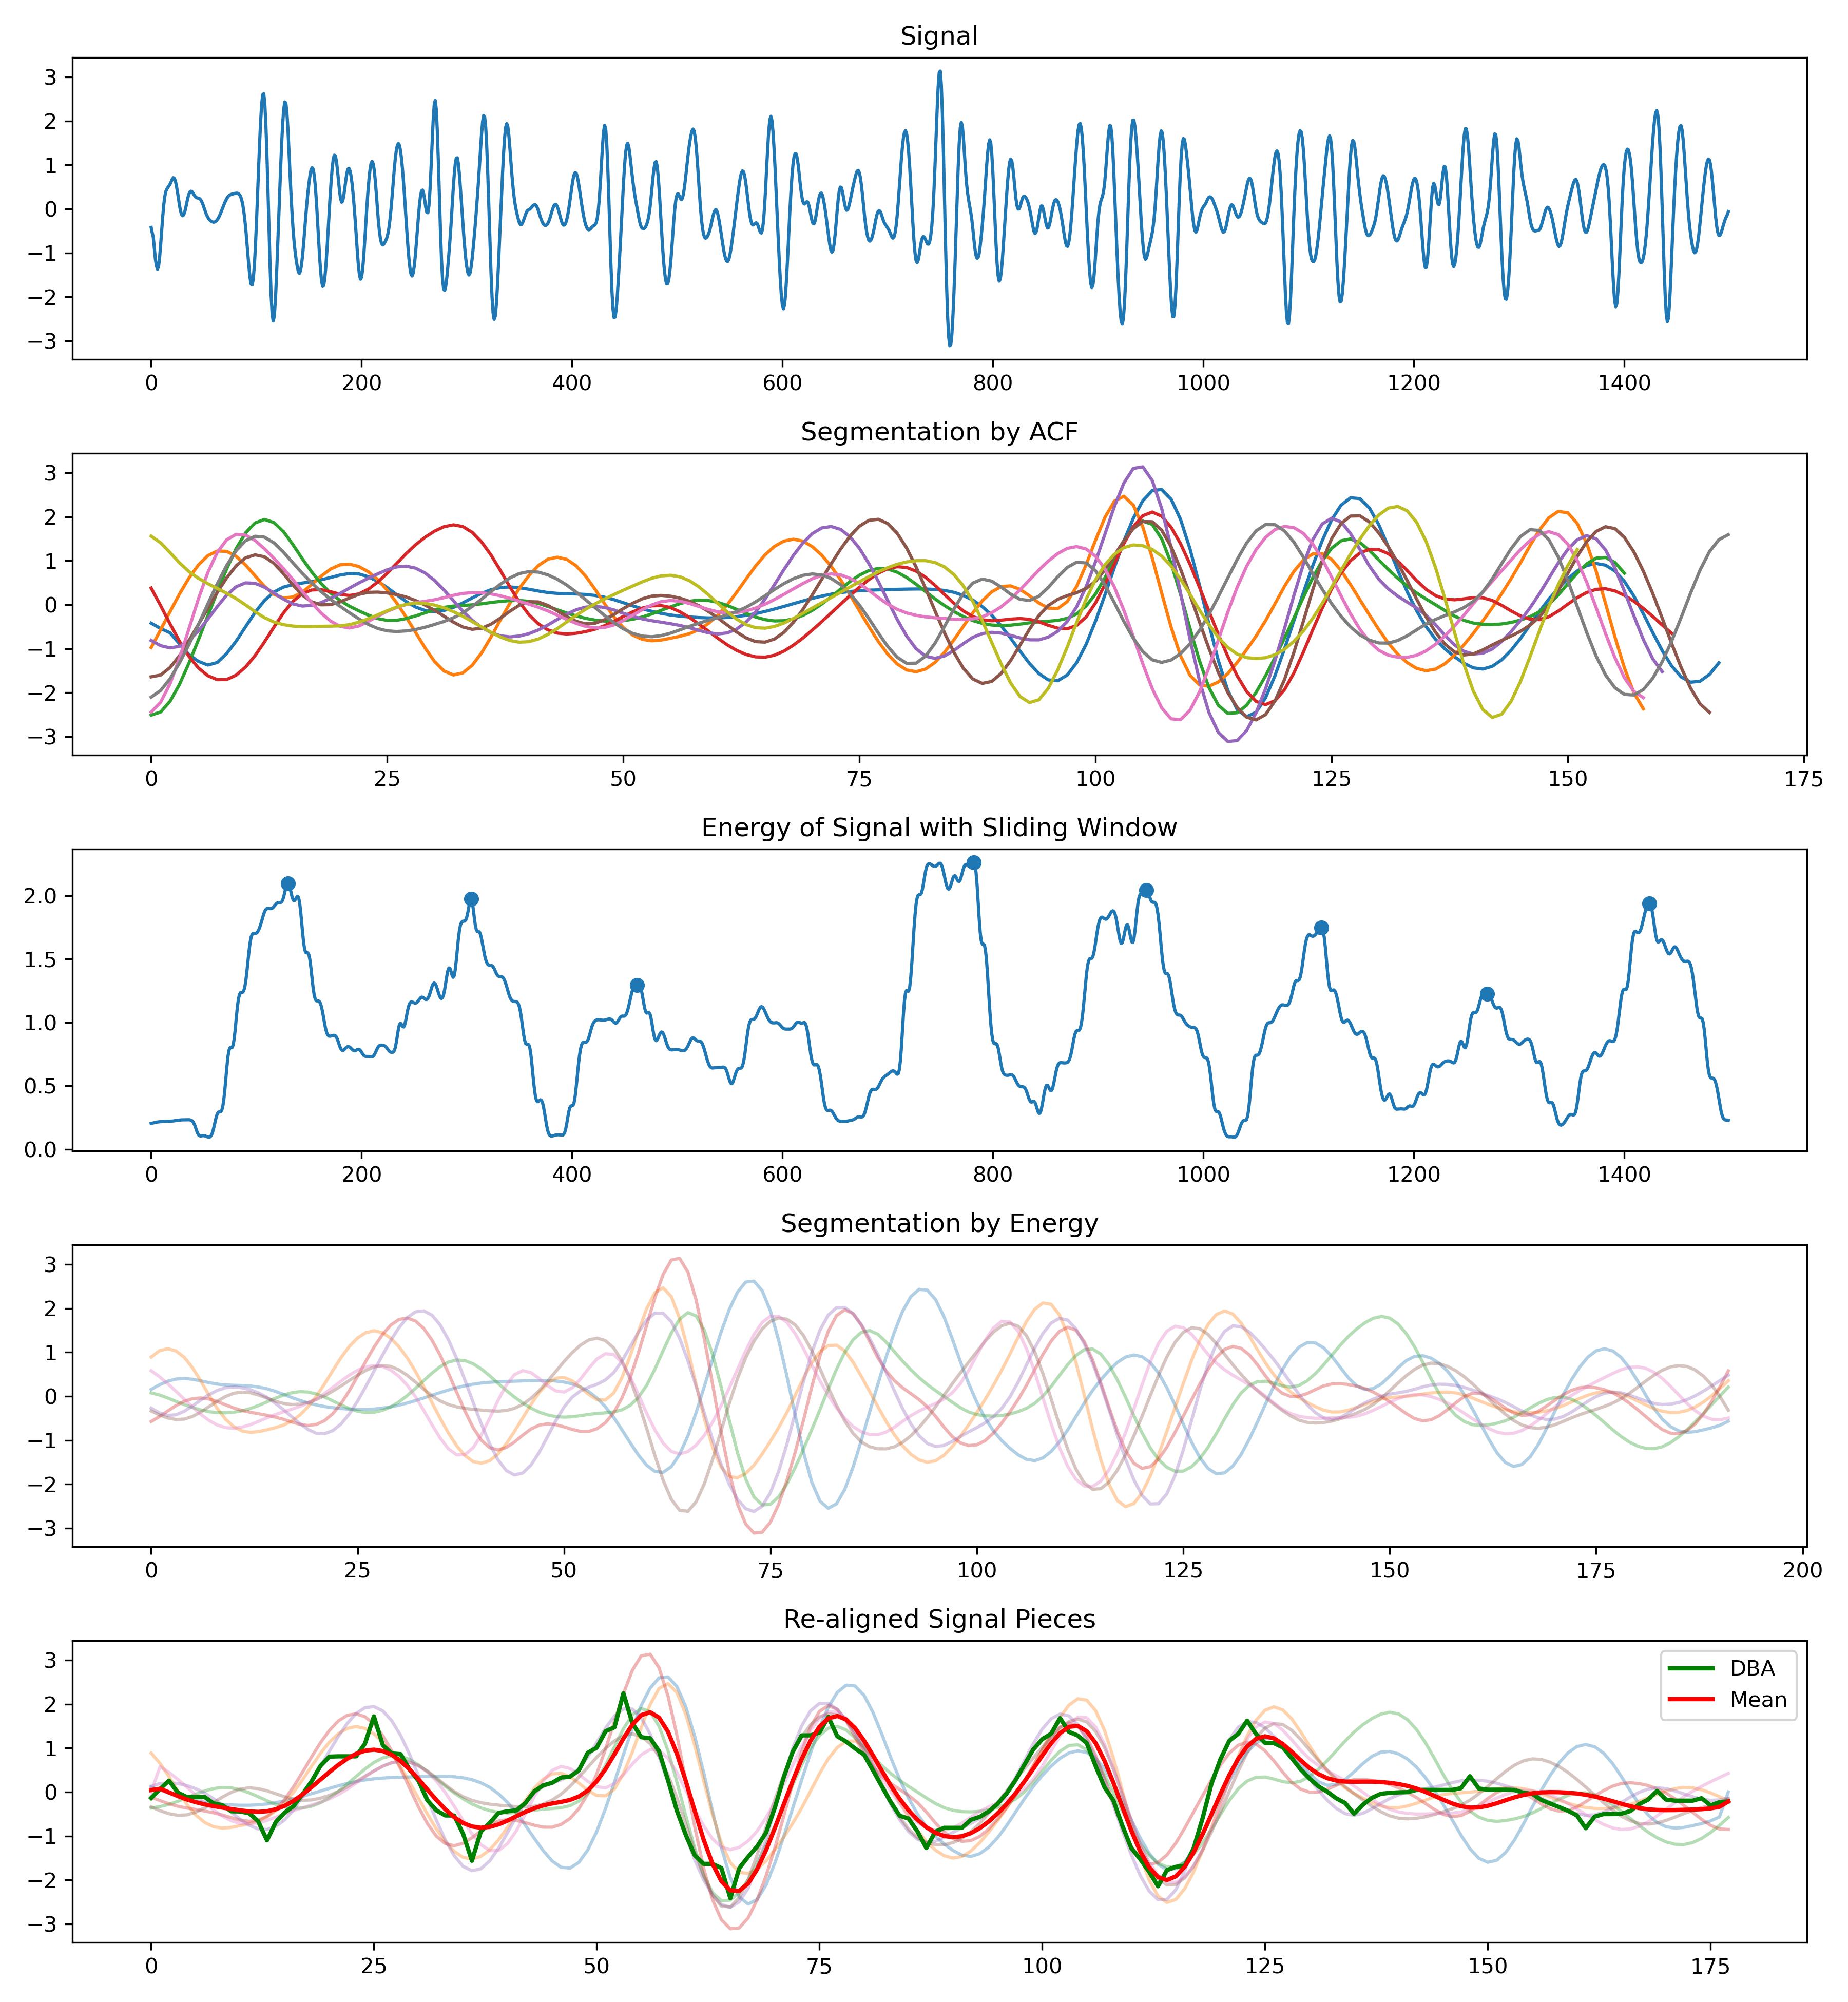 Signal
3
2
1
0
−1
−2
−3
0 200 400 600 800 1000 1200 1400
Segmentation by ACF
3
2
1
0
−1
−2
−3
0 25 50 75 100 125 150 175
Energy of Signal with Sliding Window
2.0
1.5
1.0
0.5
0.0
0 200 400 600 800 1000 1200 1400
Segmentation by Energy
3
2
1
0
−1
−2
−3
0 25 50 75 100 125 150 175 200
Re-aligned Signal Pieces
3
2
1
0
−1
−2
−3
DBA
Mean
0 25 50 75 100 125 150 175